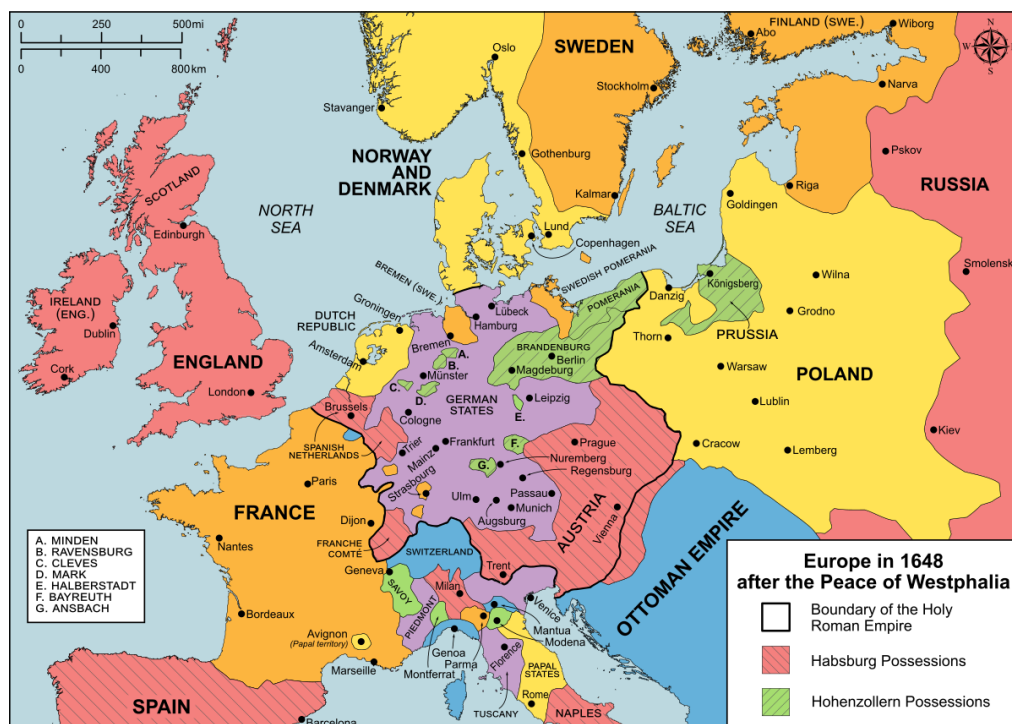 0 250 500mi
0 400 800km
FINLAND (SWE.)
Wiborg
Abo
N
W E
S
Oslo
SWEDEN
Stockholm
Narva
Stavanger
NORWAY
AND
DENMARK
Gothenburg
Pskov
SCOTLAND
Kalmar
Riga
RUSSIA
NORTH
SEA
BALTIC
SEA
Goldingen
Edinburgh
Lund
Copenhagen
Smolensk
IRELAND
(ENG.)
Dublin
BREMEN (SWE.)
SWEDISH POMERANIA
POMERANIA
Danzig
Königsberg
Wilna
Groningen
Lübeck
Hamburg
Grodno
DUTCH
REPUBLIC
Bremen
BRANDENBURG
Berlin
Thorn
PRUSSIA
ENGLAND
Amsterdam
A.
B.
Magdeburg
Warsaw
POLAND
Cork
London
Münster
C.
D.
GERMAN
STATES
Leipzig
E.
Lublin
Brussels
Cologne
SPANISH
NETHERLANDS
Trier
Frankfurt
Mainz
F.
Prague
Cracow
Lemberg
Kiev
G.
Nuremberg
Regensburg
Paris
Strasbourg
Ulm
Passau
Munich
Augsburg
FRANCE
Dijon
AUSTRIA
Vienna
Nantes
FRANCHE
COMTÉ
SWITZERLAND
OTTOMAN EMPIRE
Geneva
Trent
SAVOY
Milan
PIEDMONT
Venice
Bordeaux
Avignon
(Papal territory)
Mantua
Modena
Genoa
Parma
Montferrat
Florence
Marseille
PAPAL
STATES
Rome
TUSCANY
NAPLES
SPAIN
Barcelona
A. MINDEN
B. RAVENSBURG
C. CLEVES
D. MARK
E. HALBERSTADT
F. BAYREUTH
G. ANSBACH
Europe in 1648
after the Peace of Westphalia
Boundary of the Holy
Roman Empire
Habsburg Possessions
Hohenzollern Possessions